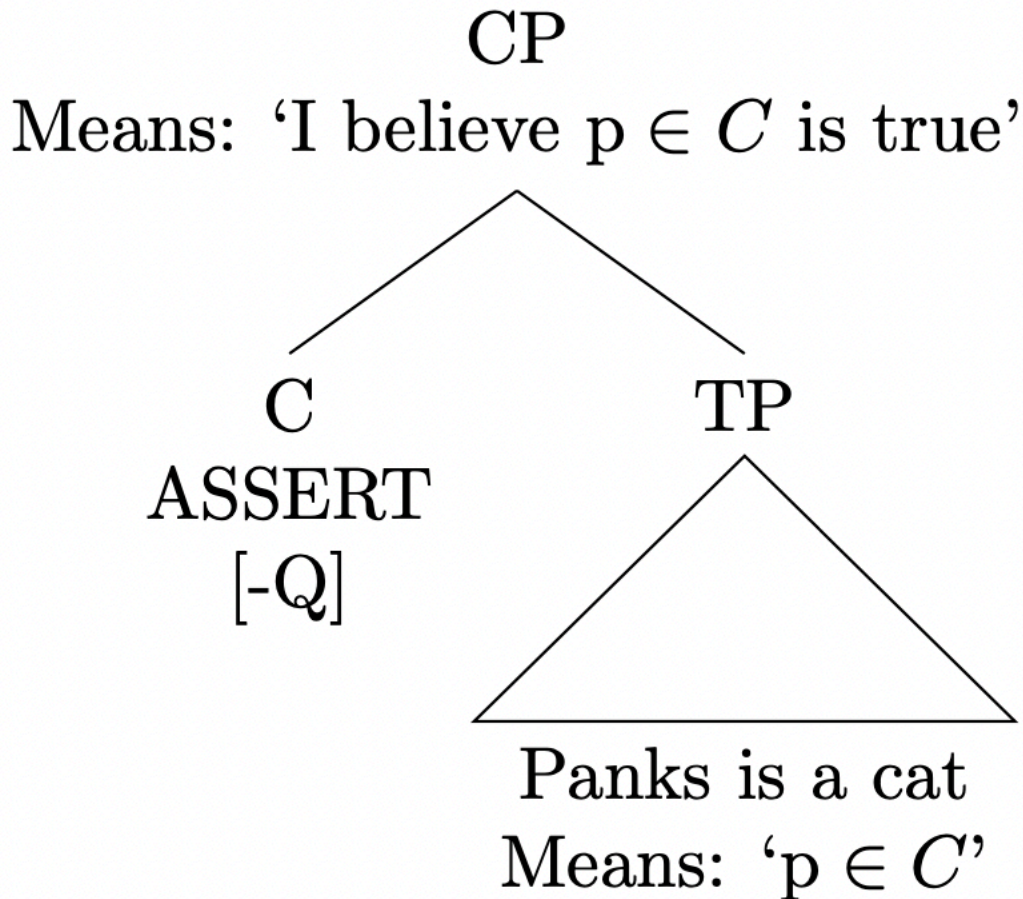 CP
Means: ‘I believe p ∈ C is true’
C
TP
ASSERT
[-Q]
Panks is a cat
Means: ‘p ∈ C’